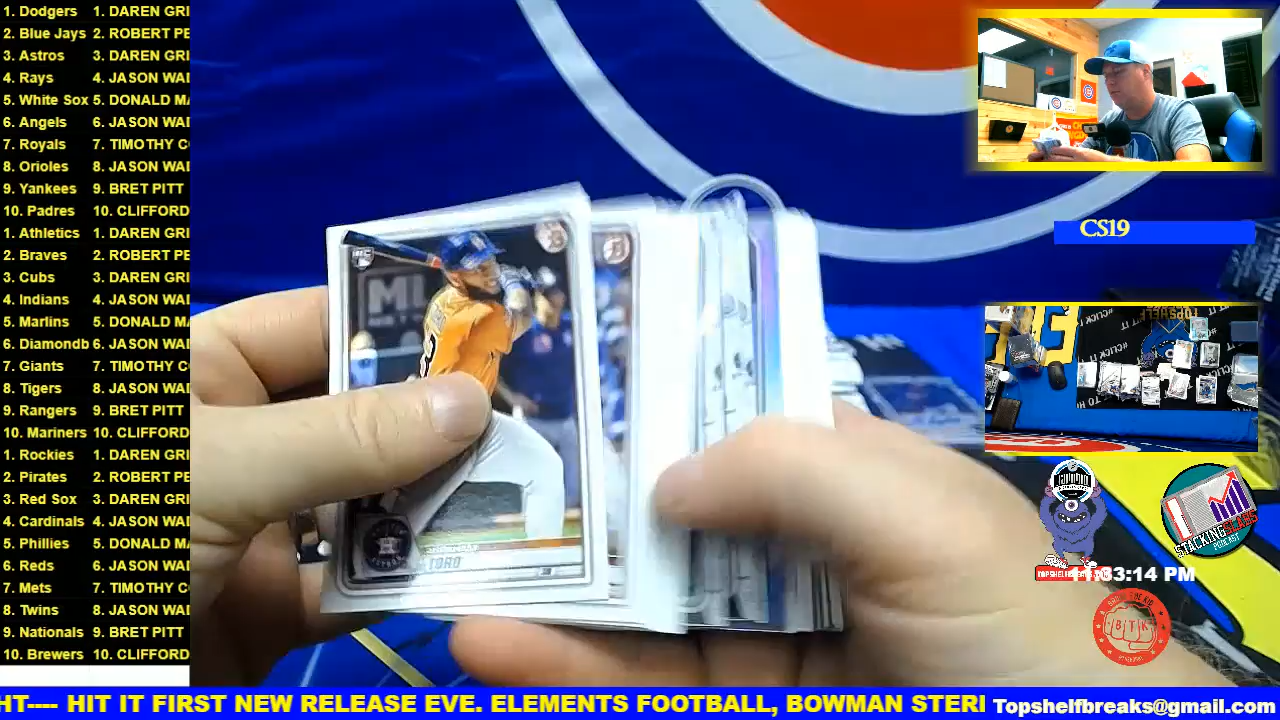 1. Dodgers 1. DAREN GRI
2. Blue Jays 2. ROBERT PE
3. Astros 3. DAREN GRI
4. Rays 4. JASON WAI
5. White Sox 5. DONALD MA
6. Angels 6. JASON WAI
7. Royals 7. TIMOTHY C
8. Orioles 8. JASON WAI
9. Yankees 9. BRET PITT
10. Padres 10. CLIFFORD
1. Athletics 1. DAREN GRI
2. Braves 2. ROBERT PE
3. Cubs 3. DAREN GRI
4. Indians 4. JASON WAI
5. Marlins 5. DONALD MA
6. Diamondb 6. JASON WAI
7. Giants 7. TIMOTHY C
8. Tigers 8. JASON WAI
9. Rangers 9. BRET PITT
10. Mariners 10. CLIFFORD
1. Rockies 1. DAREN GRI
2. Pirates 2. ROBERT PE
3. Red Sox 3. DAREN GRI
4. Cardinals 4. JASON WAI
5. Phillies 5. DONALD MA
6. Reds 6. JASON WAI
7. Mets 7. TIMOTHY C
8. Twins 8. JASON WAI
9. Nationals 9. BRET PITT
10. Brewers 10. CLIFFORD
TORO
CS19
STACKING SLABS
PODCAST
:33:14 PM
BTK
HT---- HIT IT FIRST NEW RELEASE EVE. ELEMENTS FOOTBALL, BOWMAN STERI
Topshelfbreaks@gmail.com